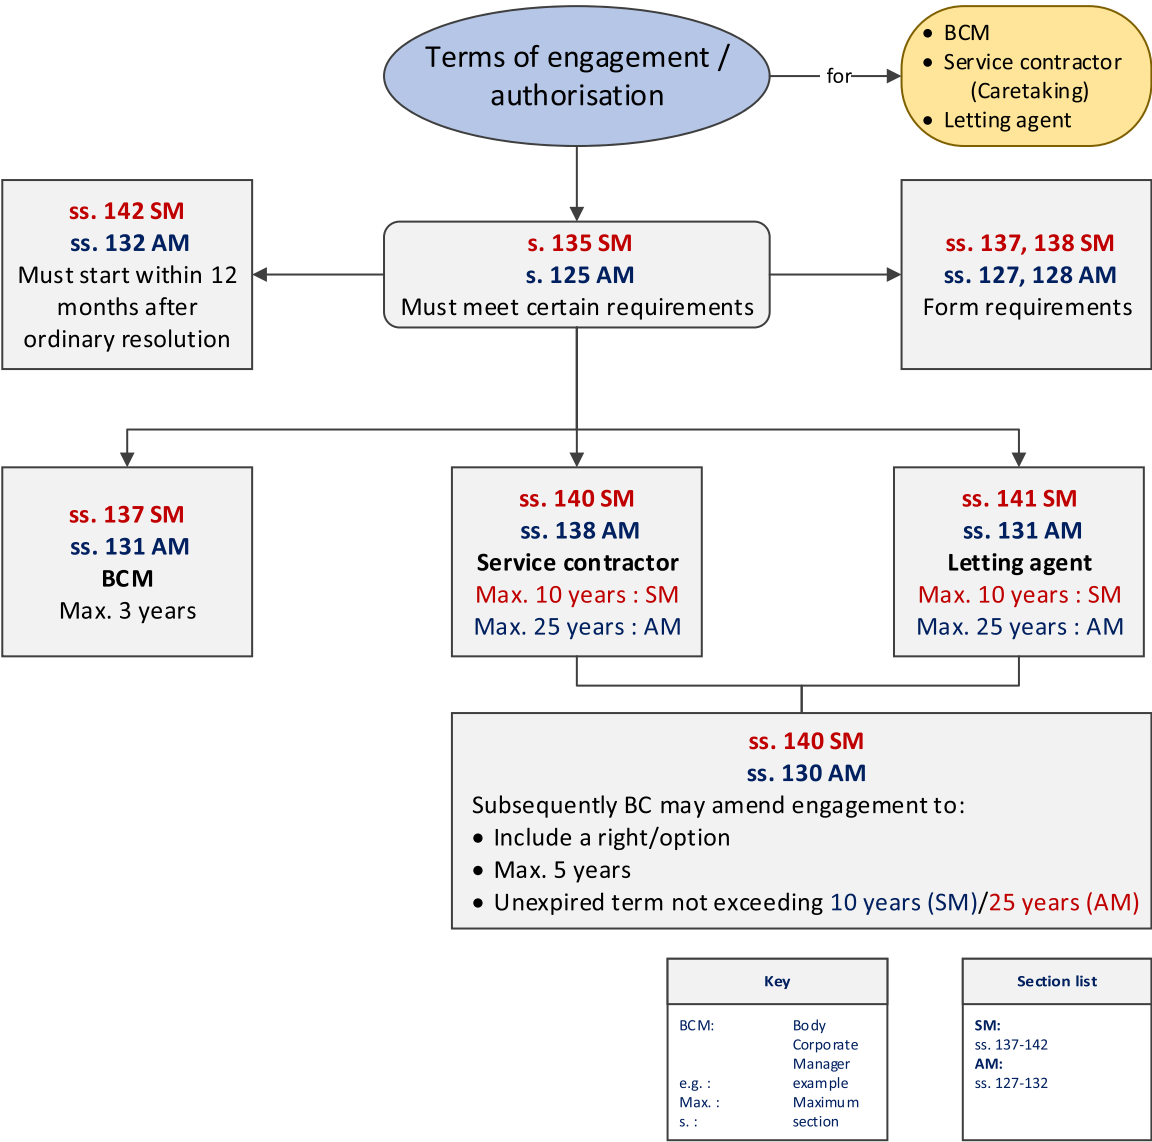 Terms of engagement /
authorisation
for
• BCM
• Service contractor
(Caretaking)
• Letting agent
ss. 142 SM
ss. 132 AM
Must start within 12
months after
ordinary resolution
s. 135 SM
s. 125 AM
Must meet certain requirements
ss. 137, 138 SM
ss. 127, 128 AM
Form requirements
ss. 137 SM
ss. 131 AM
BCM
Max. 3 years
ss. 140 SM
ss. 138 AM
Service contractor
Max. 10 years : SM
Max. 25 years : AM
ss. 141 SM
ss. 131 AM
Letting agent
Max. 10 years : SM
Max. 25 years : AM
ss. 140 SM
ss. 130 AM
Subsequently BC may amend engagement to:
• Include a right/option
• Max. 5 years
• Unexpired term not exceeding 10 years (SM)/25 years (AM)
Key
BCM: Body
Corporate
Manager
e.g. : example
Max. : Maximum
s. : section
Section list
SM:
ss. 137-142
AM:
ss. 127-132